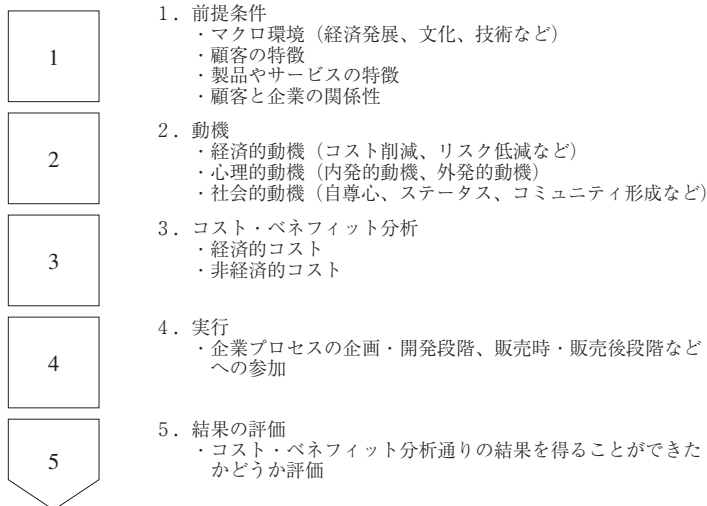 1
1．前提条件
・マクロ環境（経済発展、文化、技術など）
・顧客の特徴
・製品やサービスの特徴
・顧客と企業の関係性
2
2．動機
・経済的動機（コスト削減、リスク低減など）
・心理的動機（内発的動機、外発的動機）
・社会的動機（自尊心、ステータス、コミュニティ形成など）
3
3．コスト・ベネフィット分析
・経済的コスト
・非経済的コスト
4
4．実行
・企業プロセスの企画・開発段階、販売時・販売後段階など
への参加
5
5．結果の評価
・コスト・ベネフィット分析通りの結果を得ることができた
かどうか評価